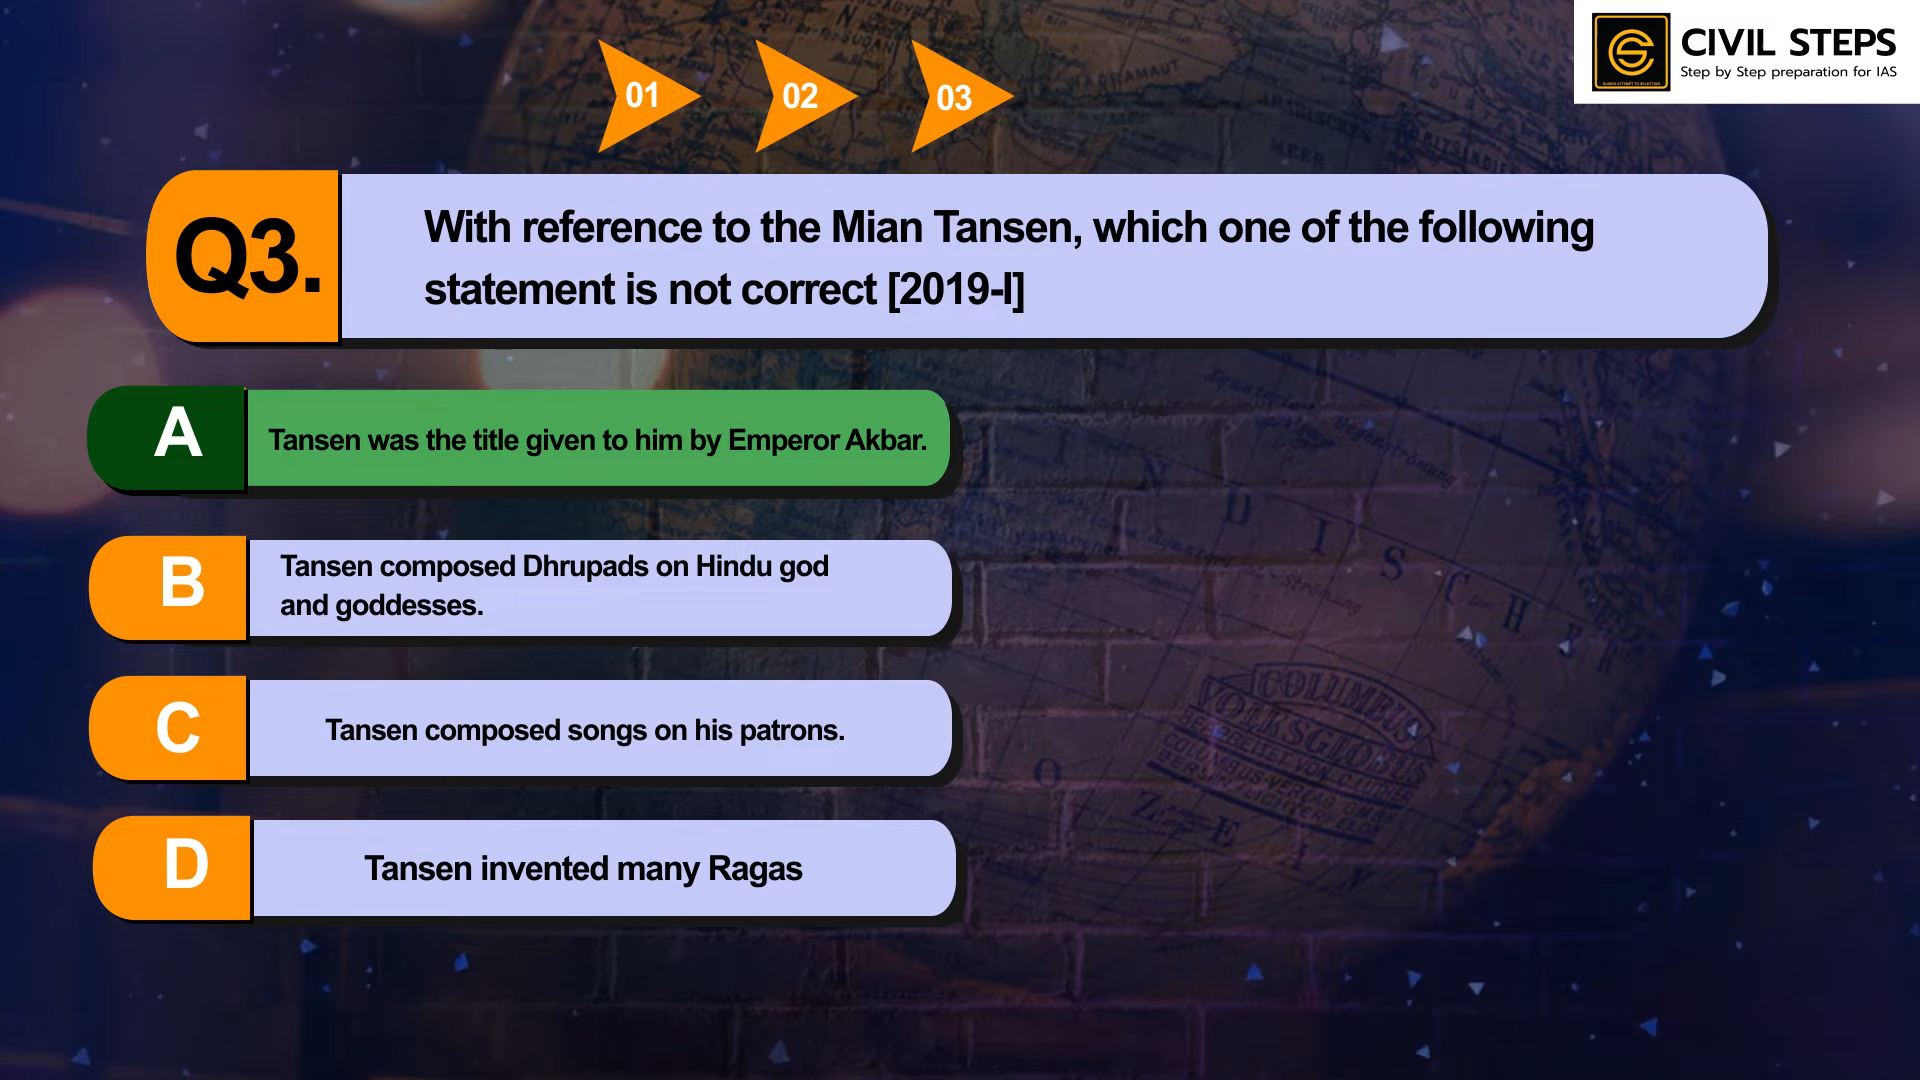 CIVIL STEPS
Step by Step preparation for IAS
01
02
03
Q3.
With reference to the Mian Tansen, which one of the following
statement is not correct [2019-I]
A
Tansen was the title given to him by Emperor Akbar.
B
Tansen composed Dhrupads on Hindu god
and goddesses.
C
Tansen composed songs on his patrons.
D
Tansen invented many Ragas
COLUMBUS
VOLKSGLOBUS
I N D I S C H E R
O Z E